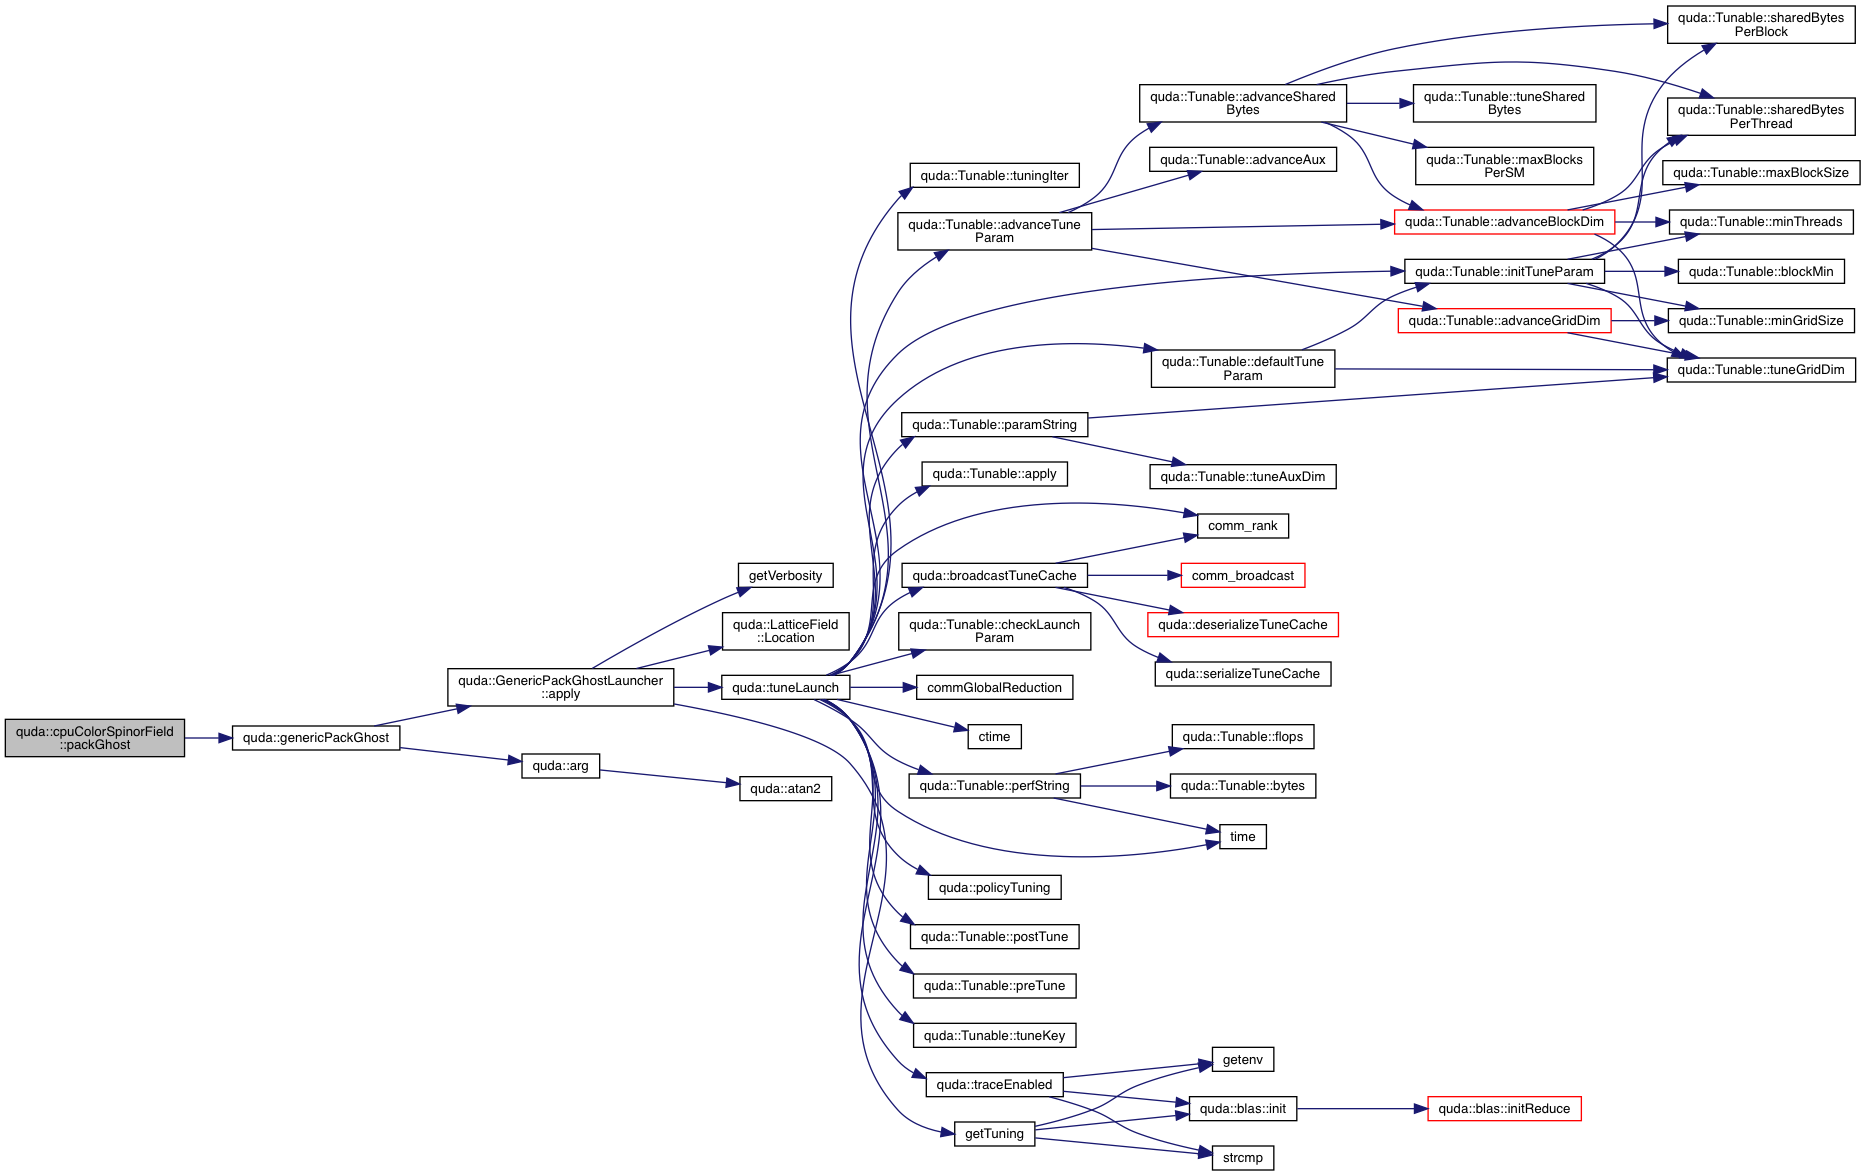 quda::cpuColorSpinorField
::packGhost
quda::genericPackGhost
quda::GenericPackGhostLauncher
::apply
quda::arg
quda::atan2
getVerbosity
quda::LatticeField
::Location
quda::tuneLaunch
quda::Tunable::tuningIter
quda::Tunable::advanceTune
Param
quda::Tunable::paramString
quda::Tunable::apply
quda::broadcastTuneCache
quda::Tunable::checkLaunch
Param
commGlobalReduction
ctime
quda::Tunable::perfString
quda::policyTuning
quda::Tunable::postTune
quda::Tunable::preTune
quda::Tunable::tuneKey
quda::traceEnabled
getTuning
quda::Tunable::advanceShared
Bytes
quda::Tunable::advanceAux
quda::Tunable::defaultTune
Param
quda::Tunable::tuneAuxDim
comm_rank
comm_broadcast
quda::deserializeTuneCache
quda::serializeTuneCache
quda::Tunable::flops
quda::Tunable::bytes
time
getenv
quda::blas::init
strcmp
quda::Tunable::tuneShared
Bytes
quda::Tunable::maxBlocks
PerSM
quda::Tunable::advanceBlockDim
quda::Tunable::initTuneParam
quda::Tunable::advanceGridDim
quda::blas::initReduce
quda::Tunable::sharedBytes
PerBlock
quda::Tunable::sharedBytes
PerThread
quda::Tunable::maxBlockSize
quda::Tunable::minThreads
quda::Tunable::blockMin
quda::Tunable::minGridSize
quda::Tunable::tuneGridDim